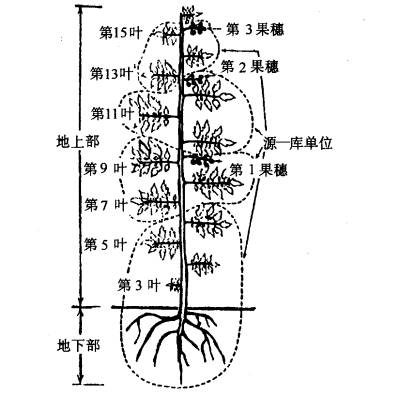 第15叶
第3果穗
第2果穗
第13叶
第11叶
地上部
源—库单位
第9叶
第1果穗
第7叶
第5叶
第3叶
地下部